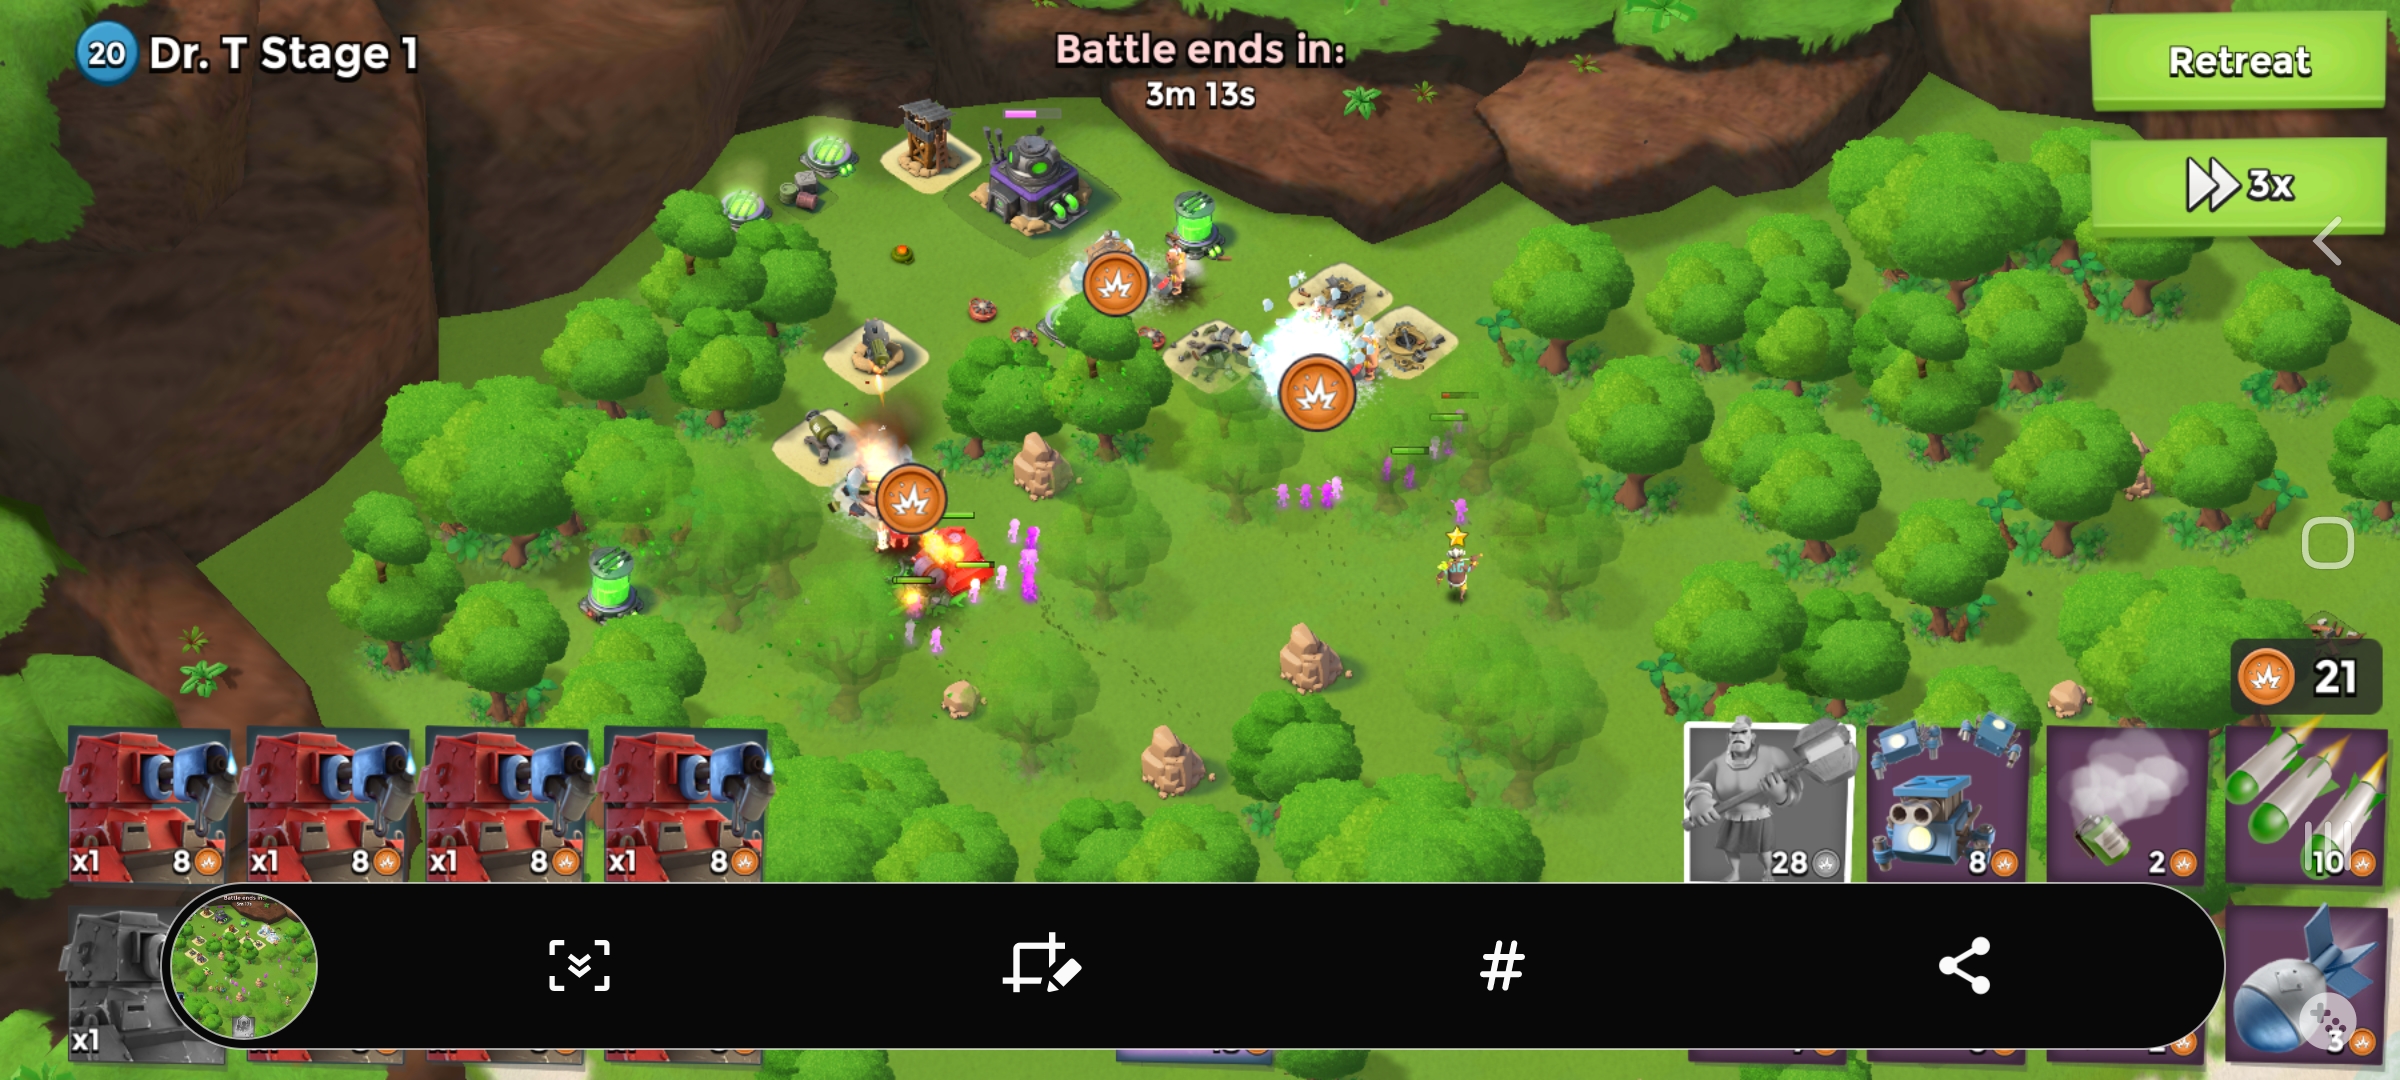 20 Dr. T Stage 1
Battle ends in:
3m 13s
Retreat
3x
21
x1 8
x1 8
x1 8
x1 8
28
8
2
10
x1
3